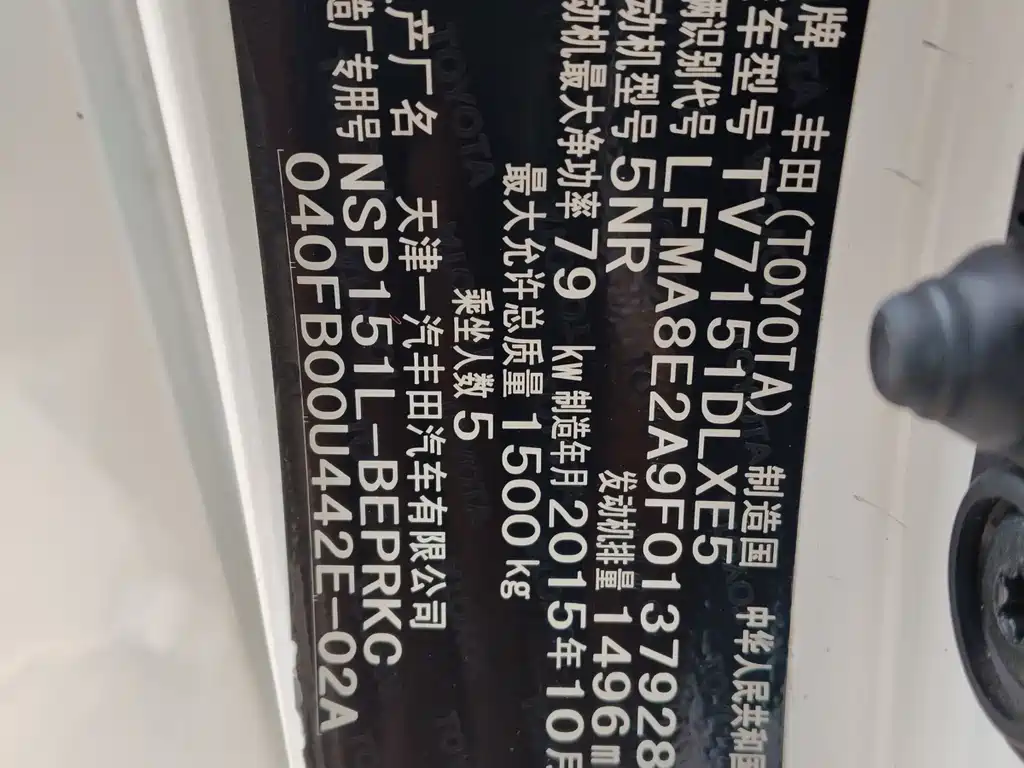 牌 丰田(TOYOTA) 制造国 中华人民共和国
车型号 TV7151DLXE5
辆识别代号 LFMA8E2A9F0137928
动机型号 5NR 发动机排量 1496m
动机最大净功率 79 kW 制造年月 2015年10月
最大允许总质量 1500kg
乘坐人数 5
产厂名 天津一汽丰田汽车有限公司
造厂专用号 NSP151L-BEPRKC
040FB00U442E-02A